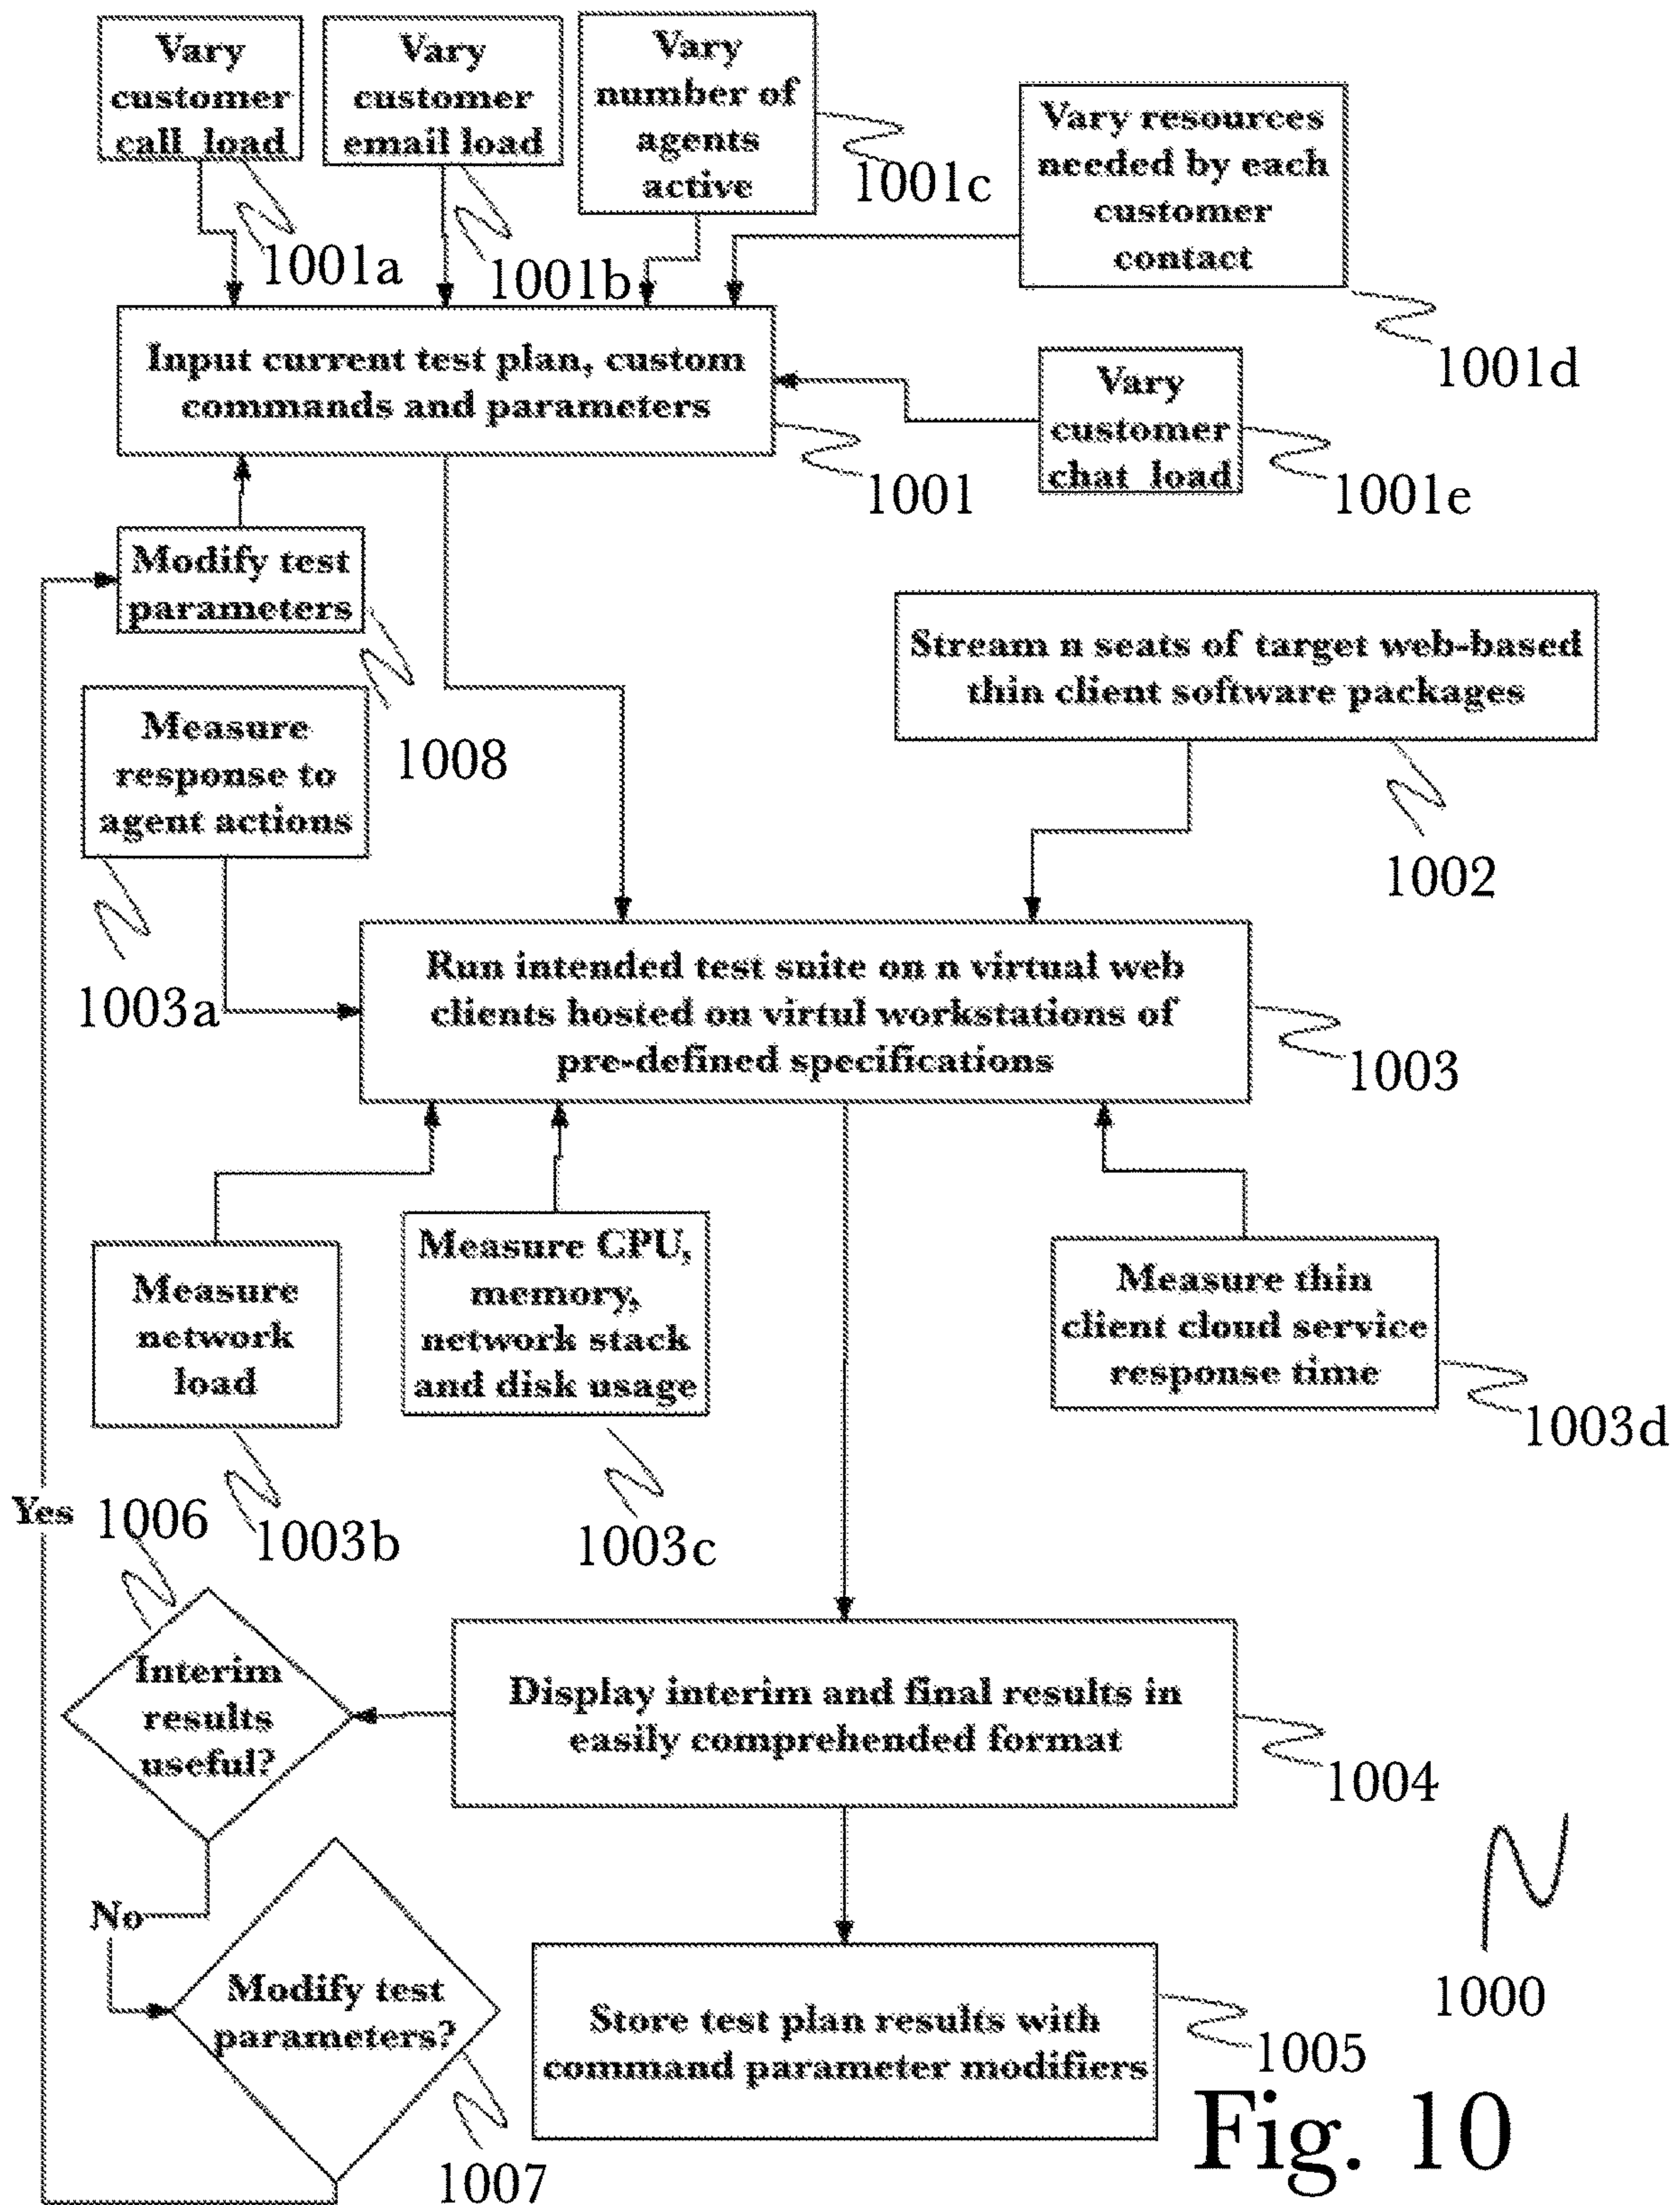 Vary
customer
call load
1001a
Vary
customer
email load
1001b
Vary
number of
agents
active
1001c
Vary resources
needed by each
customer
contact
1001d
Input current test plan, custom
commands and parameters
1001
Vary
customer
chat load
1001e
Modify test
parameters
1008
Stream n seats of target web-based
thin client software packages
1002
Measure
response to
agent actions
1003a
Run intended test suite on n virtual web
clients hosted on virtul workstations of
pre-defined specifications
1003
Measure
network
load
1003b
Measure CPU,
memory,
network stack
and disk usage
1003c
Measure thin
client cloud service
response time
1003d
Yes
1006
Interim
results
useful?
Display interim and final results in
easily comprehended format
1004
No
Modify test
parameters?
1007
Store test plan results with
command parameter modifiers
1005
1000
Fig. 10